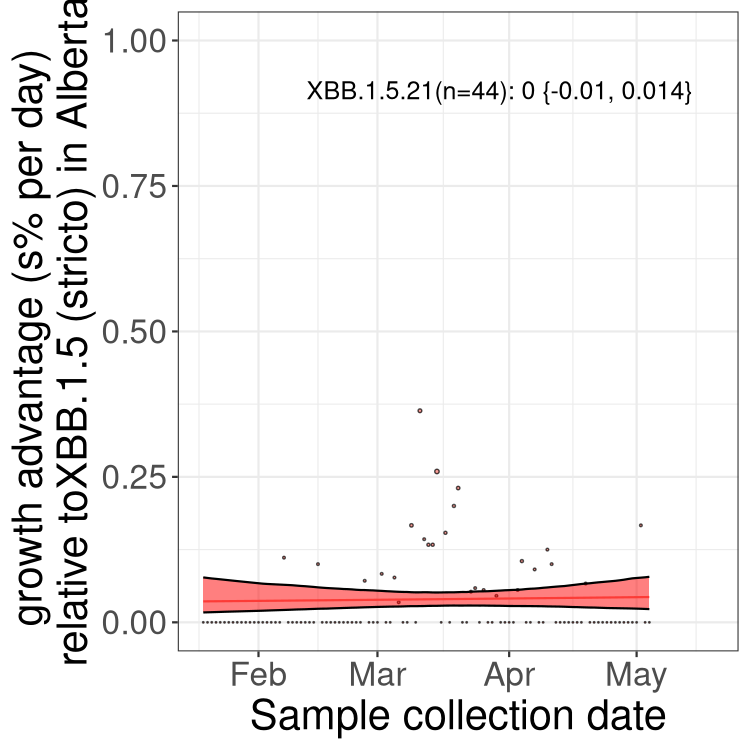 growth advantage (s% per day)
relative toXBB.1.5 (stricto) in Alberta
1.00
0.75
0.50
0.25
0.00
XBB.1.5.21(n=44): 0 {-0.01, 0.014}
Feb
Mar
Apr
May
Sample collection date